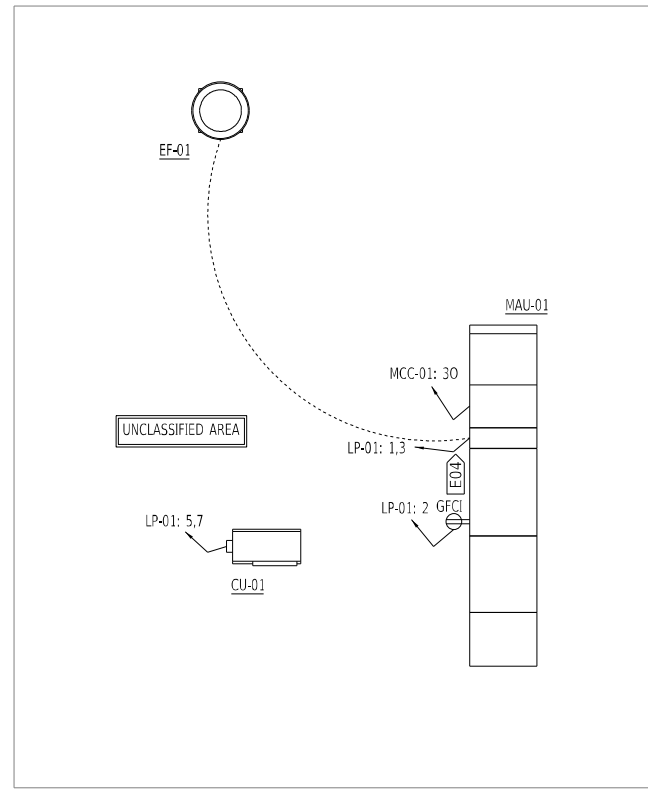 EF-01
MAU-01
MCC-01: 3O
UNCLASSIFIED AREA
LP-01: 1,3
E04
LP-01: 2
GFCI
LP-01: 5,7
CU-01